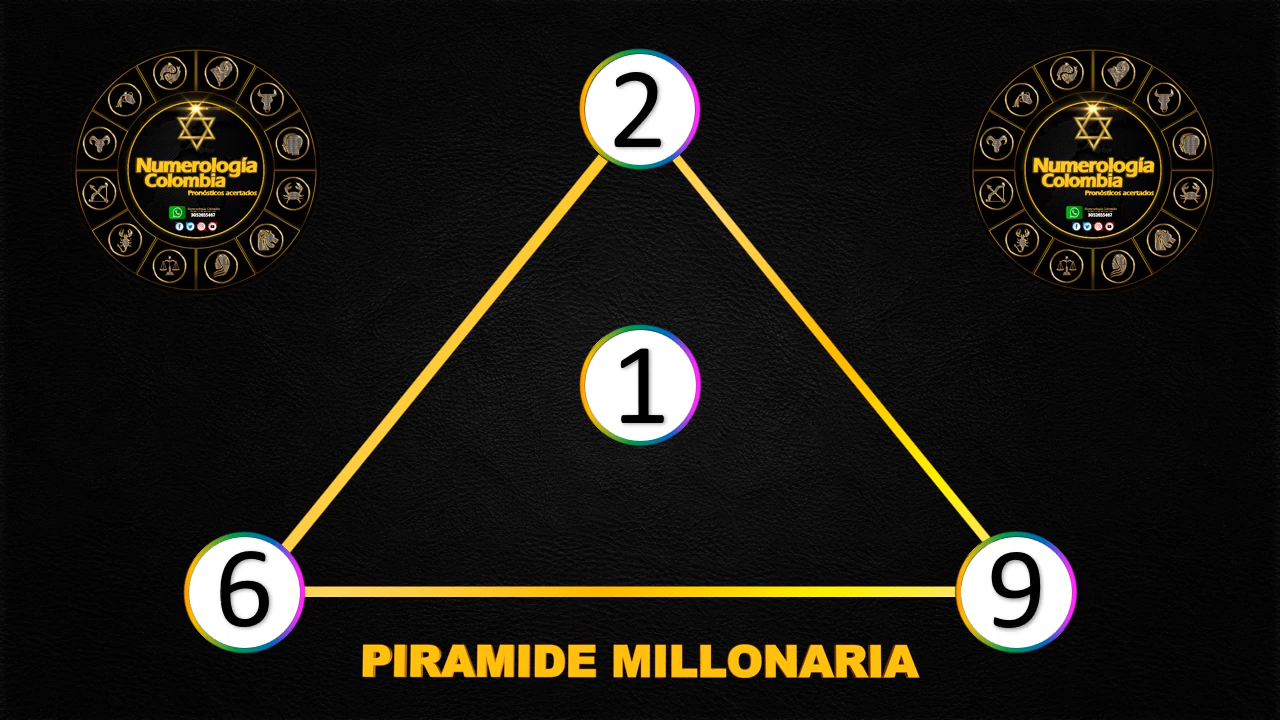 2
Numerología
Colombia
Pronósticos acertados
Numerología
Colombia
Pronósticos acertados
1
6
9
PIRAMIDE MILLONARIA